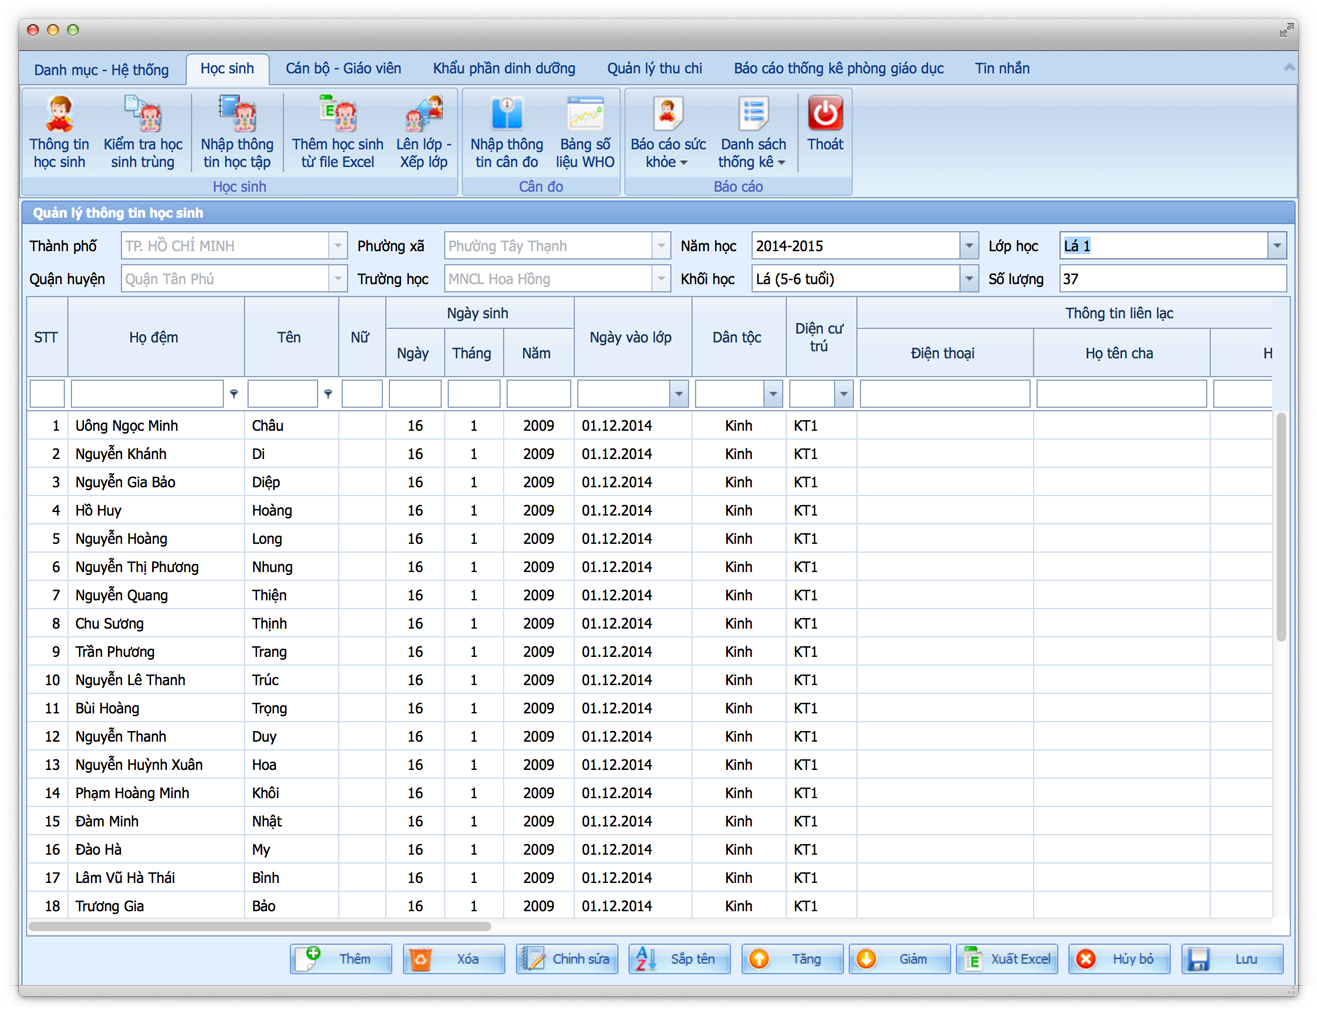 Danh mục - Hệ thống Học sinh Cán bộ - Giáo viên Khẩu phần dinh dưỡng Quản lý thu chi Báo cáo thống kê phòng giáo dục Tin nhắn
Thông tin học sinh
Kiểm tra học sinh trùng
Nhập thông tin học tập
Thêm học sinh từ file Excel
Lên lớp - Xếp lớp
Nhập thông tin cân đo
Bảng số liệu WHO
Báo cáo sức khỏe
Danh sách thống kê
Thoát
Học sinh Cân đo Báo cáo
Quản lý thông tin học sinh
Thành phố TP. HỒ CHÍ MINH Phường xã Phường Tây Thạnh Năm học 2014-2015 Lớp học Lá 1
Quận huyện Quận Tân Phú Trường học MNCL Hoa Hồng Khối học Lá (5-6 tuổi) Số lượng 37
STT Họ đệm Tên Nữ Ngày sinh Ngày vào lớp Dân tộc Diện cư trú Thông tin liên lạc
Ngày Tháng Năm Điện thoại Họ tên cha H
1 Uông Ngọc Minh Châu 16 1 2009 01.12.2014 Kinh KT1
2 Nguyễn Khánh Di 16 1 2009 01.12.2014 Kinh KT1
3 Nguyễn Gia Bảo Diệp 16 1 2009 01.12.2014 Kinh KT1
4 Hồ Huy Hoàng 16 1 2009 01.12.2014 Kinh KT1
5 Nguyễn Hoàng Long 16 1 2009 01.12.2014 Kinh KT1
6 Nguyễn Thị Phương Nhung 16 1 2009 01.12.2014 Kinh KT1
7 Nguyễn Quang Thiện 16 1 2009 01.12.2014 Kinh KT1
8 Chu Sương Thịnh 16 1 2009 01.12.2014 Kinh KT1
9 Trần Phương Trang 16 1 2009 01.12.2014 Kinh KT1
10 Nguyễn Lê Thanh Trúc 16 1 2009 01.12.2014 Kinh KT1
11 Bùi Hoàng Trọng 16 1 2009 01.12.2014 Kinh KT1
12 Nguyễn Thanh Duy 16 1 2009 01.12.2014 Kinh KT1
13 Nguyễn Huỳnh Xuân Hoa 16 1 2009 01.12.2014 Kinh KT1
14 Phạm Hoàng Minh Khôi 16 1 2009 01.12.2014 Kinh KT1
15 Đàm Minh Nhật 16 1 2009 01.12.2014 Kinh KT1
16 Đào Hà My 16 1 2009 01.12.2014 Kinh KT1
17 Lâm Vũ Hà Thái Bình 16 1 2009 01.12.2014 Kinh KT1
18 Trương Gia Bảo 16 1 2009 01.12.2014 Kinh KT1
Thêm Xóa Chỉnh sửa Sắp tên Tăng Giảm Xuất Excel Hủy bỏ Lưu